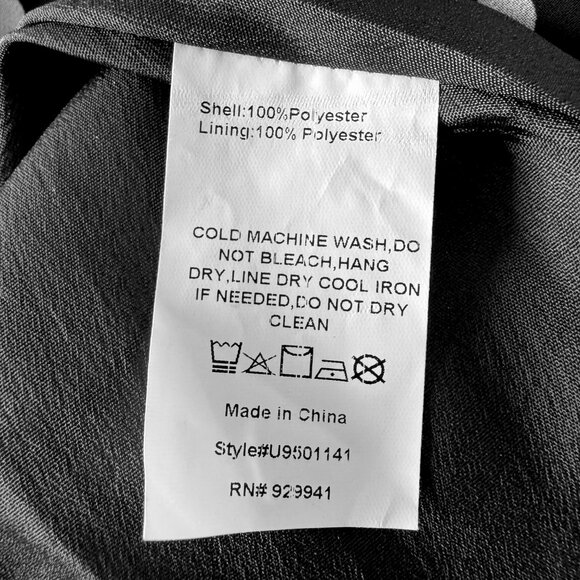 Shell:100%Polyester
Lining:100% Polyester
COLD MACHINE WASH,DO
NOT BLEACH,HANG
DRY,LINE DRY COOL IRON
IF NEEDED,DO NOT DRY
CLEAN
Made in China
Style#U9501141
RN# 929941